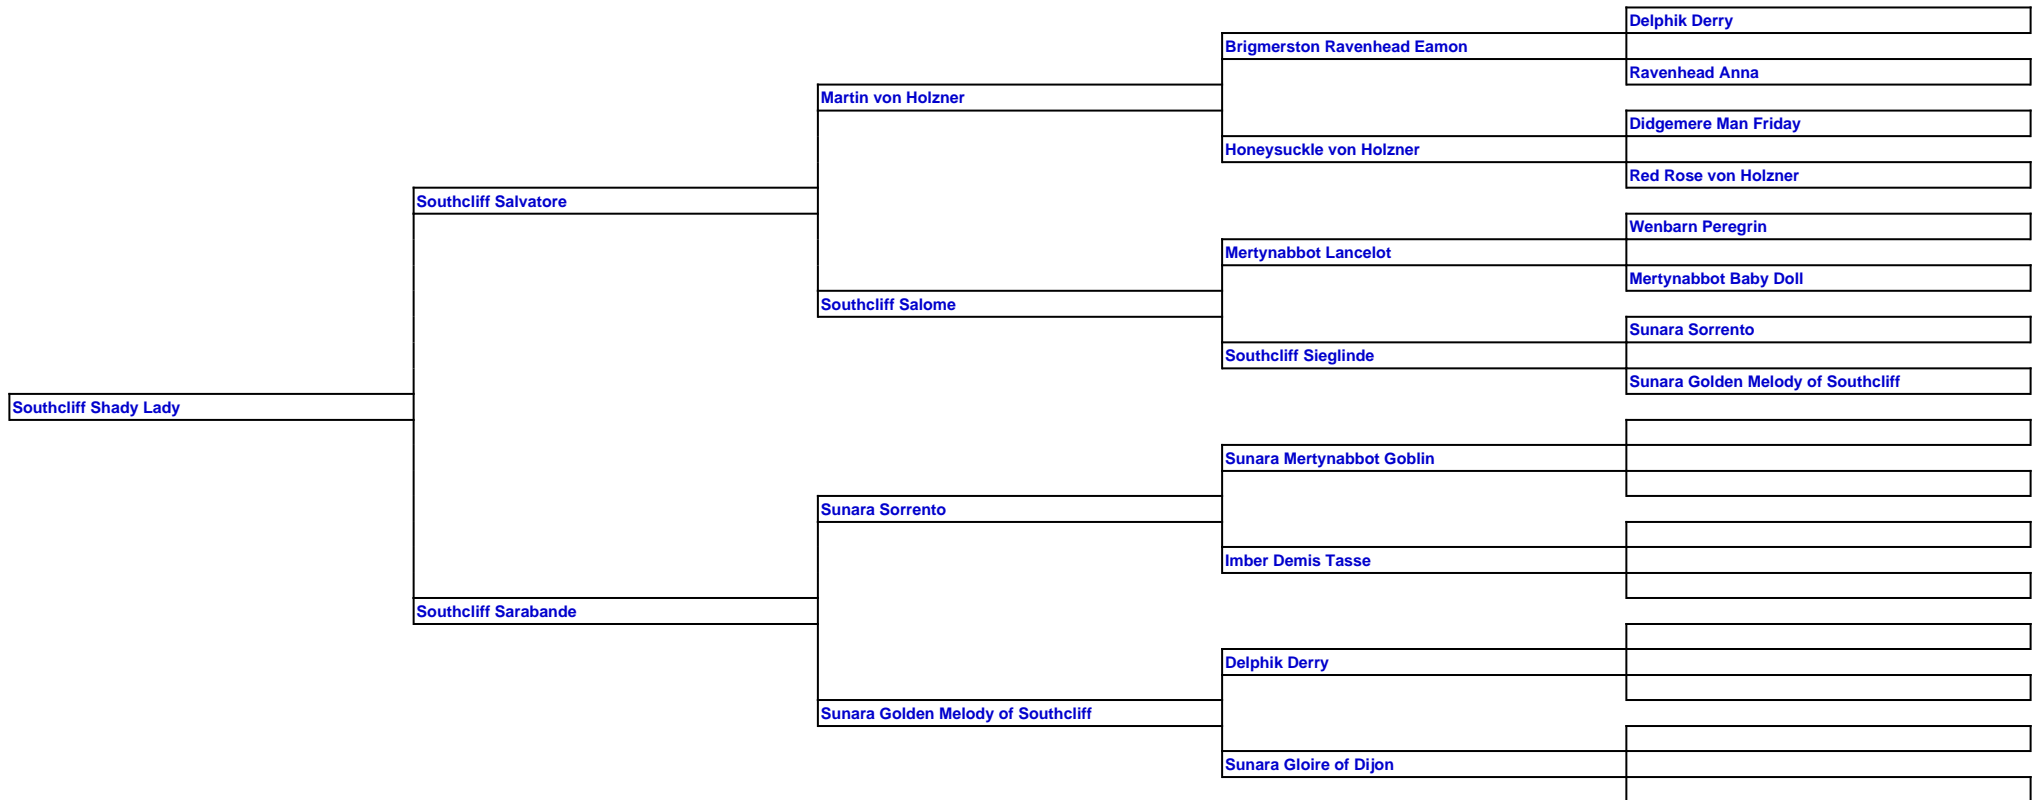 Delphik Derry
Brigmerston Ravenhead Eamon
Ravenhead Anna
Martin von Holzner
Didgemere Man Friday
Honeysuckle von Holzner
Red Rose von Holzner
Southcliff Salvatore
Wenbarn Peregrin
Mertynabbot Lancelot
Mertynabbot Baby Doll
Southcliff Salome
Sunara Sorrento
Southcliff Sieglinde
Sunara Golden Melody of Southcliff
Southcliff Shady Lady
Sunara Mertynabbot Goblin
Sunara Sorrento
Imber Demis Tasse
Southcliff Sarabande
Delphik Derry
Sunara Golden Melody of Southcliff
Sunara Gloire of Dijon